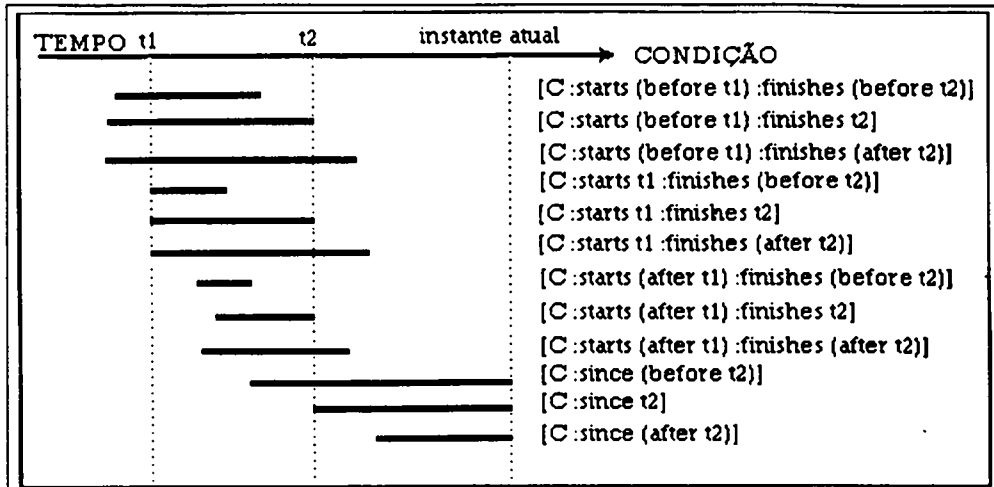 TEMPO t1 t2 instante atual
CONDIÇÃO
[C :starts (before t1) :finishes (before t2)]
[C :starts (before t1) :finishes t2]
[C :starts (before t1) :finishes (after t2)]
[C :starts t1 :finishes (before t2)]
[C :starts t1 :finishes t2]
[C :starts t1 :finishes (after t2)]
[C :starts (after t1) :finishes (before t2)]
[C :starts (after t1) :finishes t2]
[C :starts (after t1) :finishes (after t2)]
[C :since (before t2)]
[C :since t2]
[C :since (after t2)]